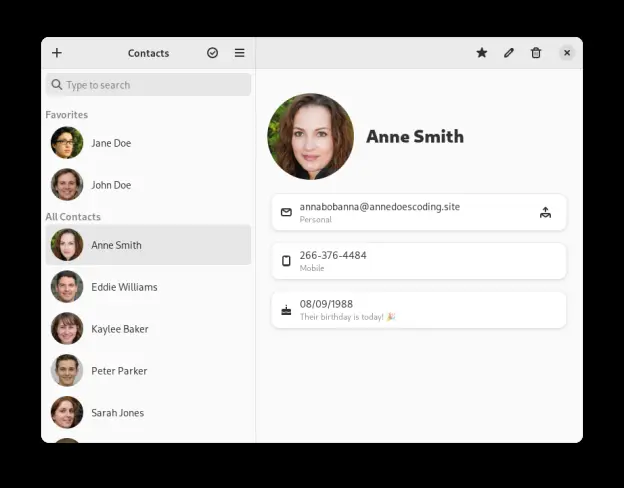 Contacts
Type to search
Favorites
Jane Doe
John Doe
All Contacts
Anne Smith
Eddie Williams
Kaylee Baker
Peter Parker
Sarah Jones
Anne Smith
annabobanna@annedoescoding.site
Personal
266-376-4484
Mobile
08/09/1988
Their birthday is today! 🎉